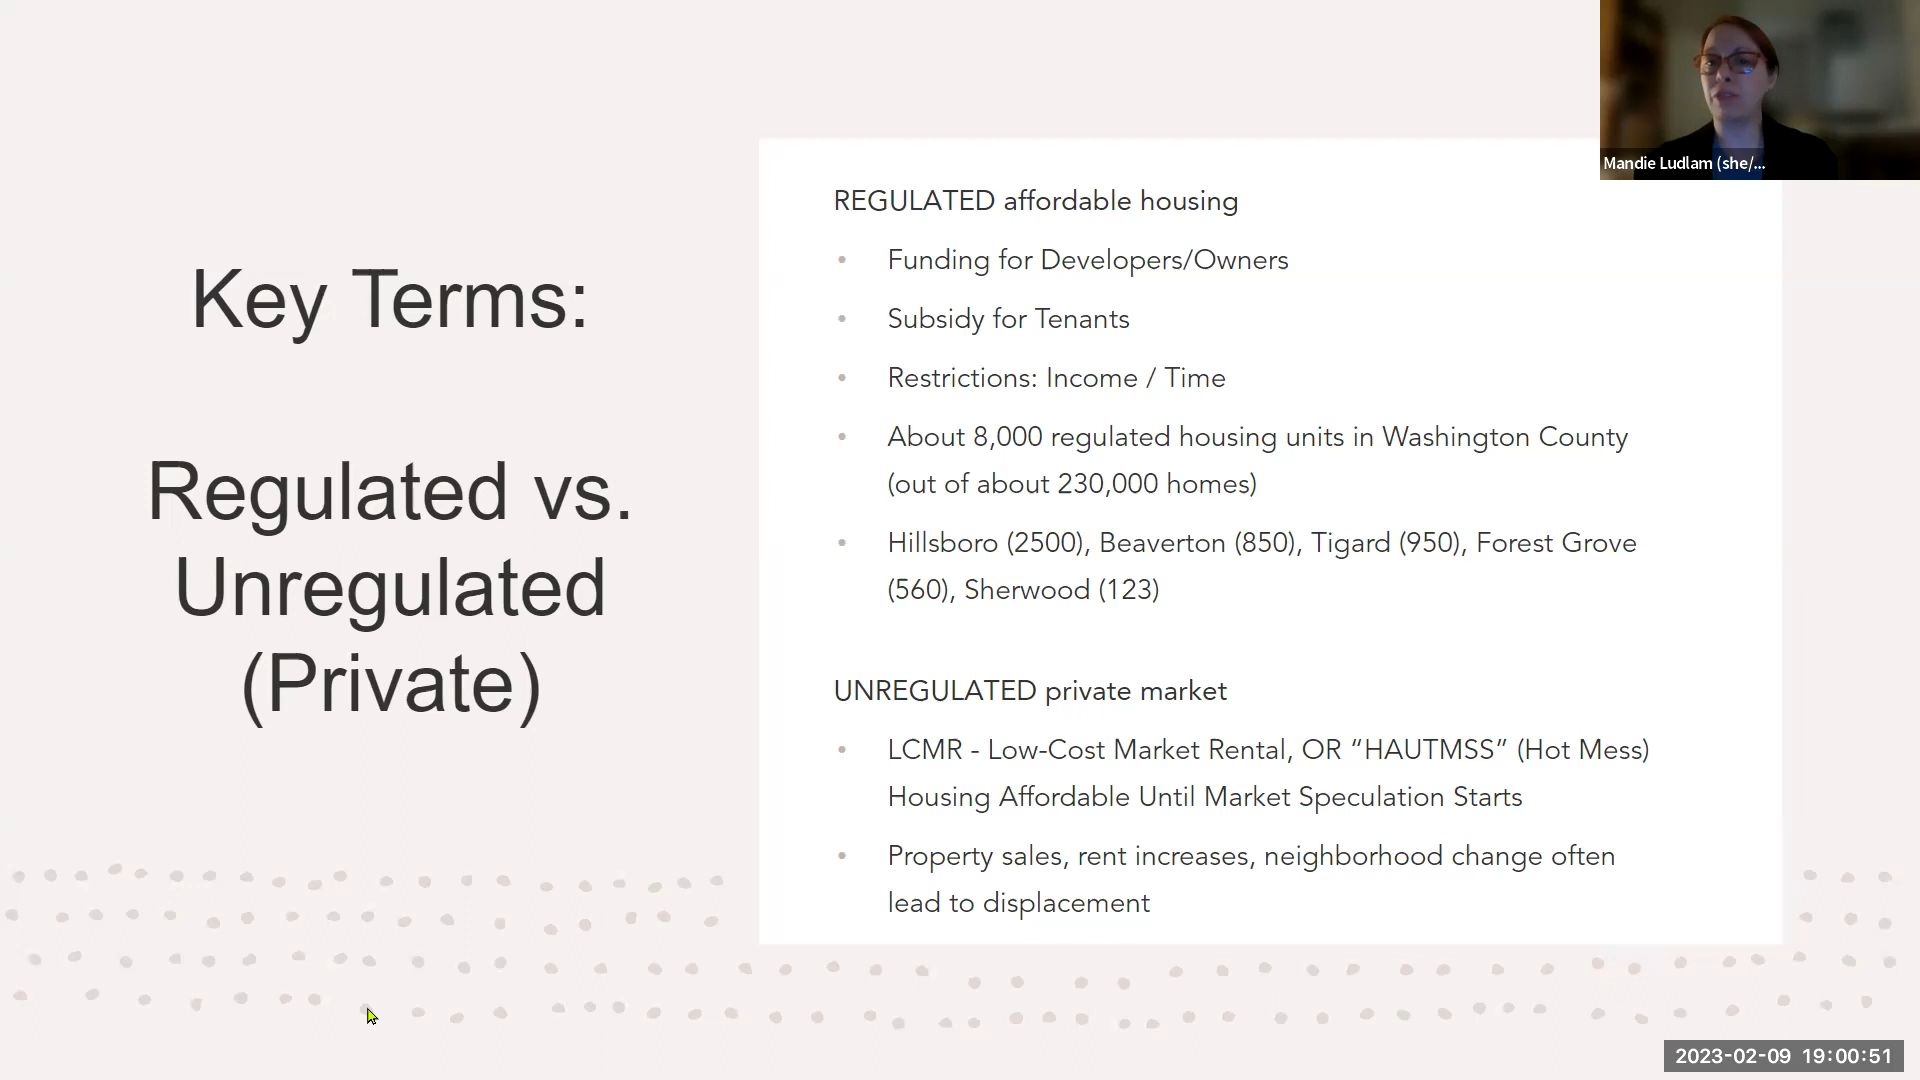 Mandie Ludlam (she/...
Key Terms:
Regulated vs.
Unregulated
(Private)
REGULATED affordable housing
• Funding for Developers/Owners
• Subsidy for Tenants
• Restrictions: Income / Time
• About 8,000 regulated housing units in Washington County
(out of about 230,000 homes)
• Hillsboro (2500), Beaverton (850), Tigard (950), Forest Grove
(560), Sherwood (123)
UNREGULATED private market
• LCMR - Low-Cost Market Rental, OR “HAUTMSS” (Hot Mess)
Housing Affordable Until Market Speculation Starts
• Property sales, rent increases, neighborhood change often
lead to displacement
2023-02-09 19:00:51